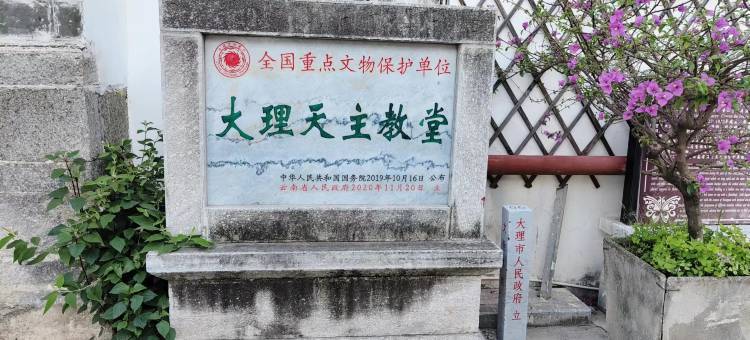 全国重点文物保护单位
大理天主教堂
中华人民共和国国务院2019年10月16日 公布
云南省人民政府2020年11月20日 立
大理市人民政府立